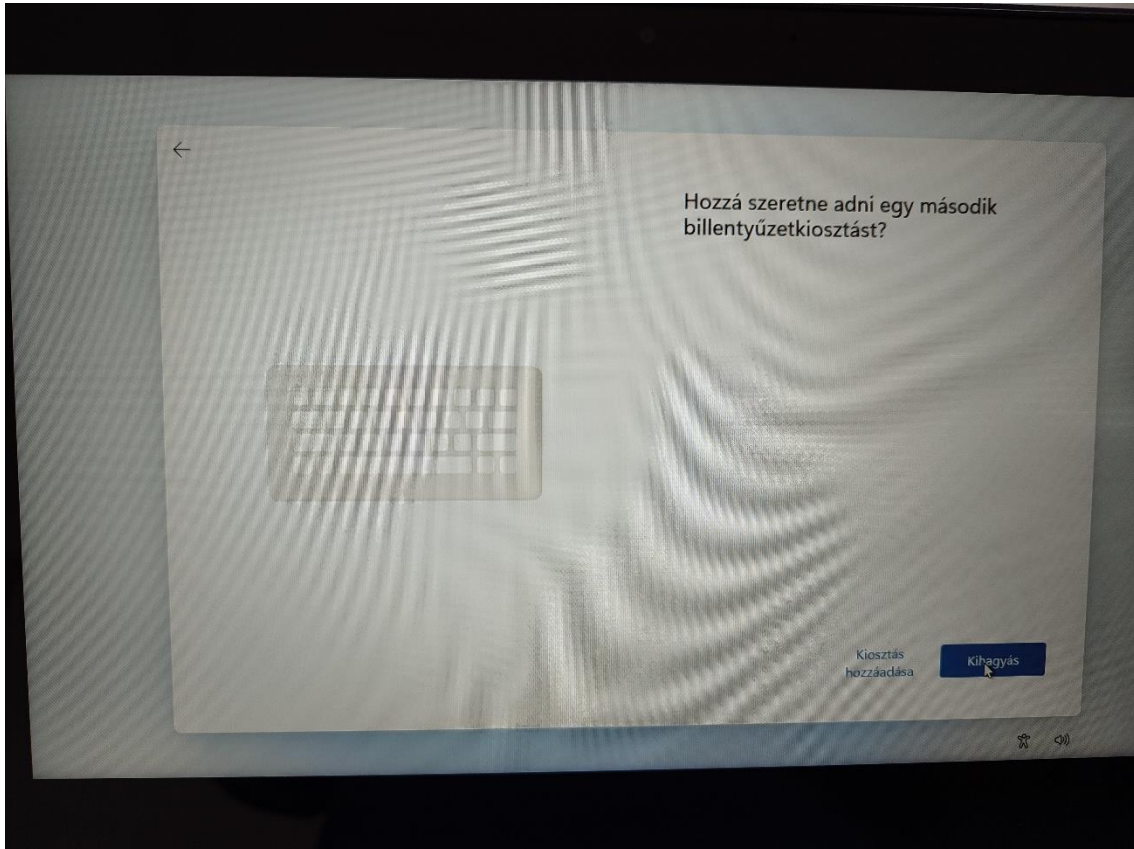 Hozzá szeretne adni egy második
billentyűzetkiosztást?
Kiosztás
hozzáadása
Kihagyás